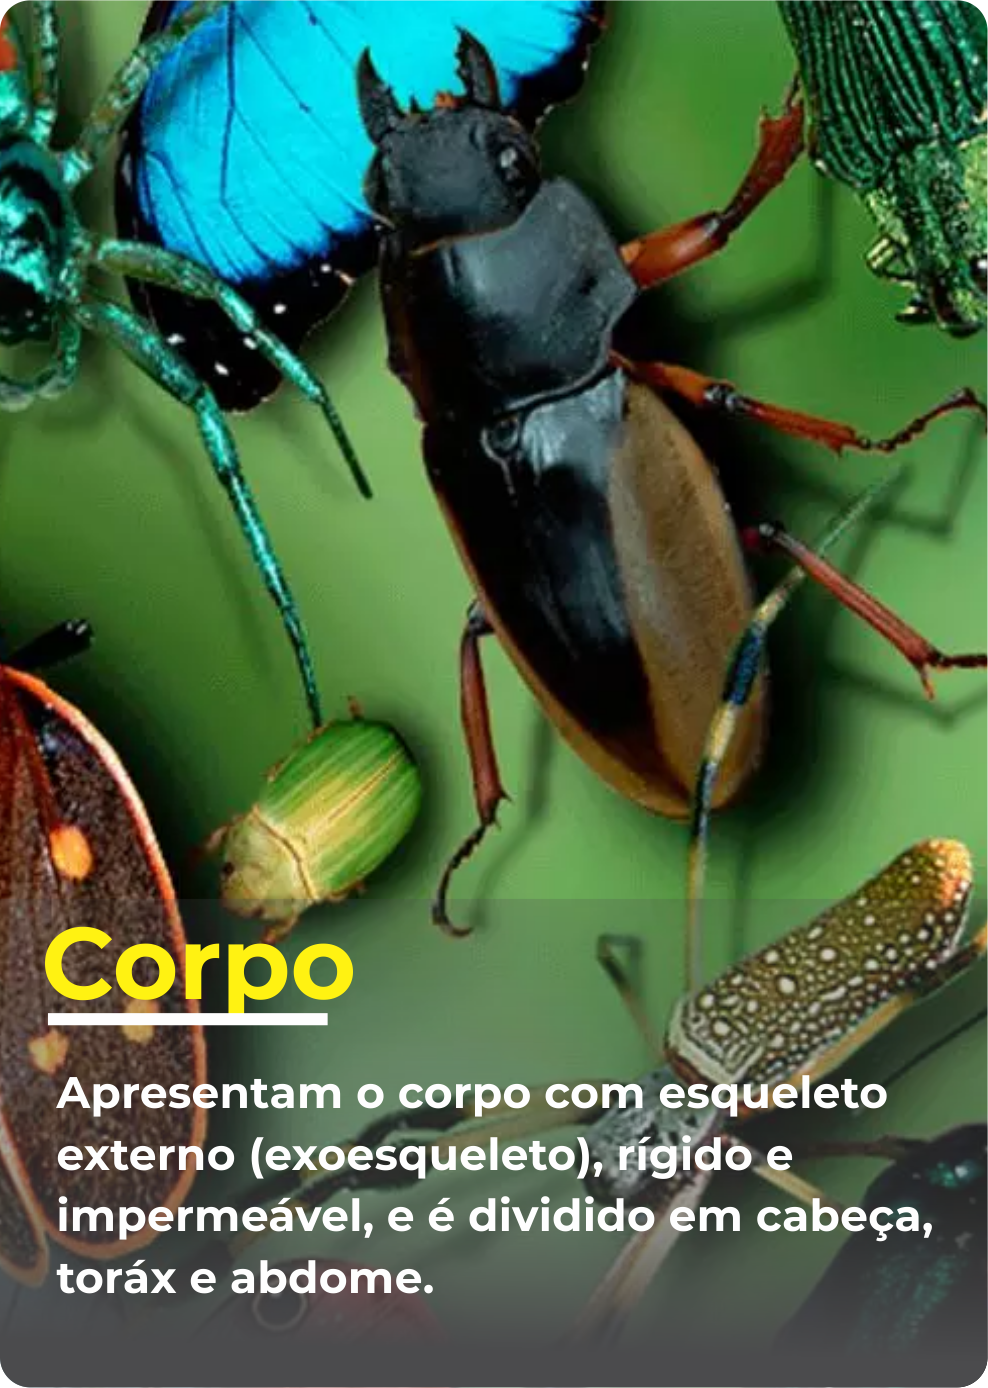 Corpo
Apresentam o corpo com esqueleto
externo (exoesqueleto), rígido e
impermeável, e é dividido em cabeça,
toráx e abdome.